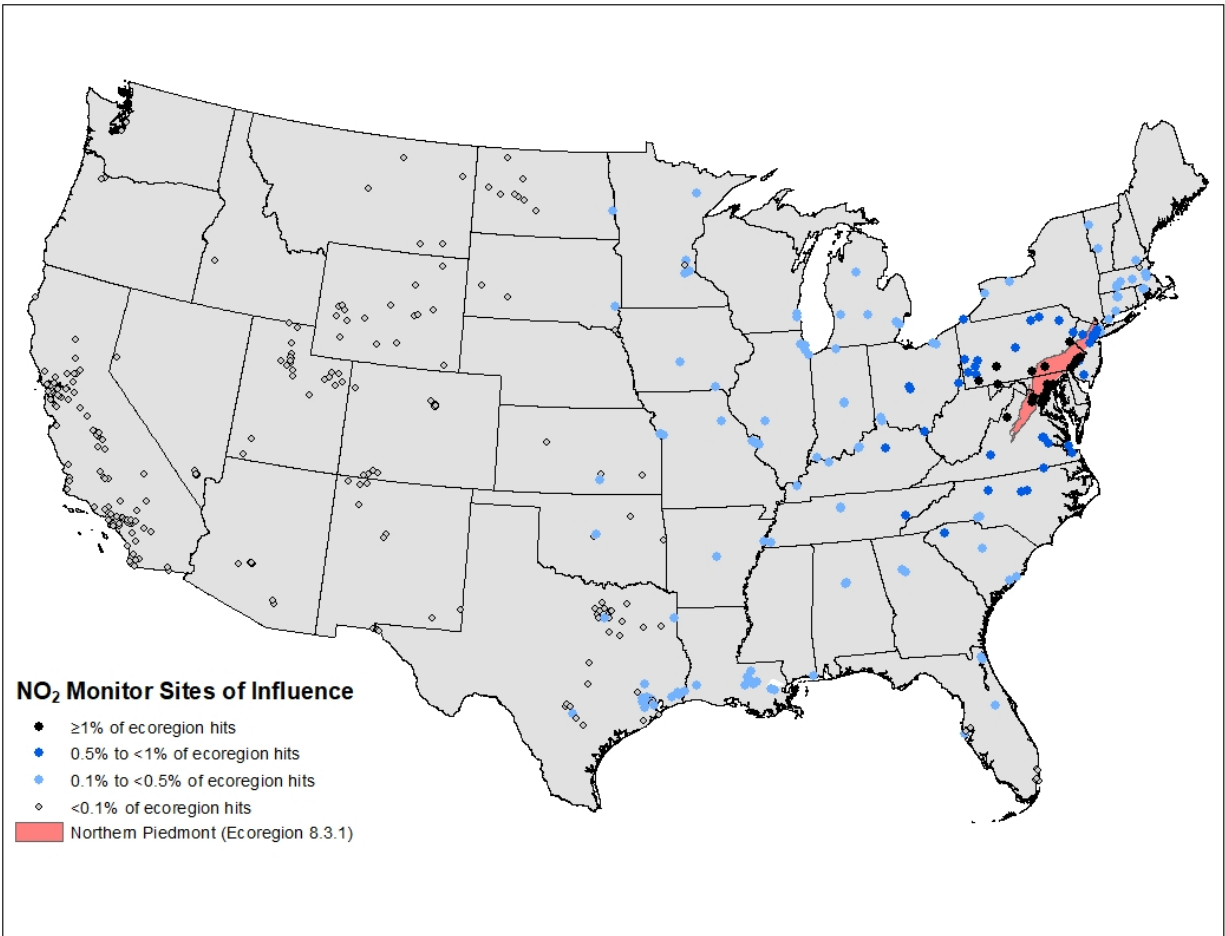 NO₂ Monitor Sites of Influence
≥1% of ecoregion hits
0.5% to <1% of ecoregion hits
0.1% to <0.5% of ecoregion hits
<0.1% of ecoregion hits
Northern Piedmont (Ecoregion 8.3.1)